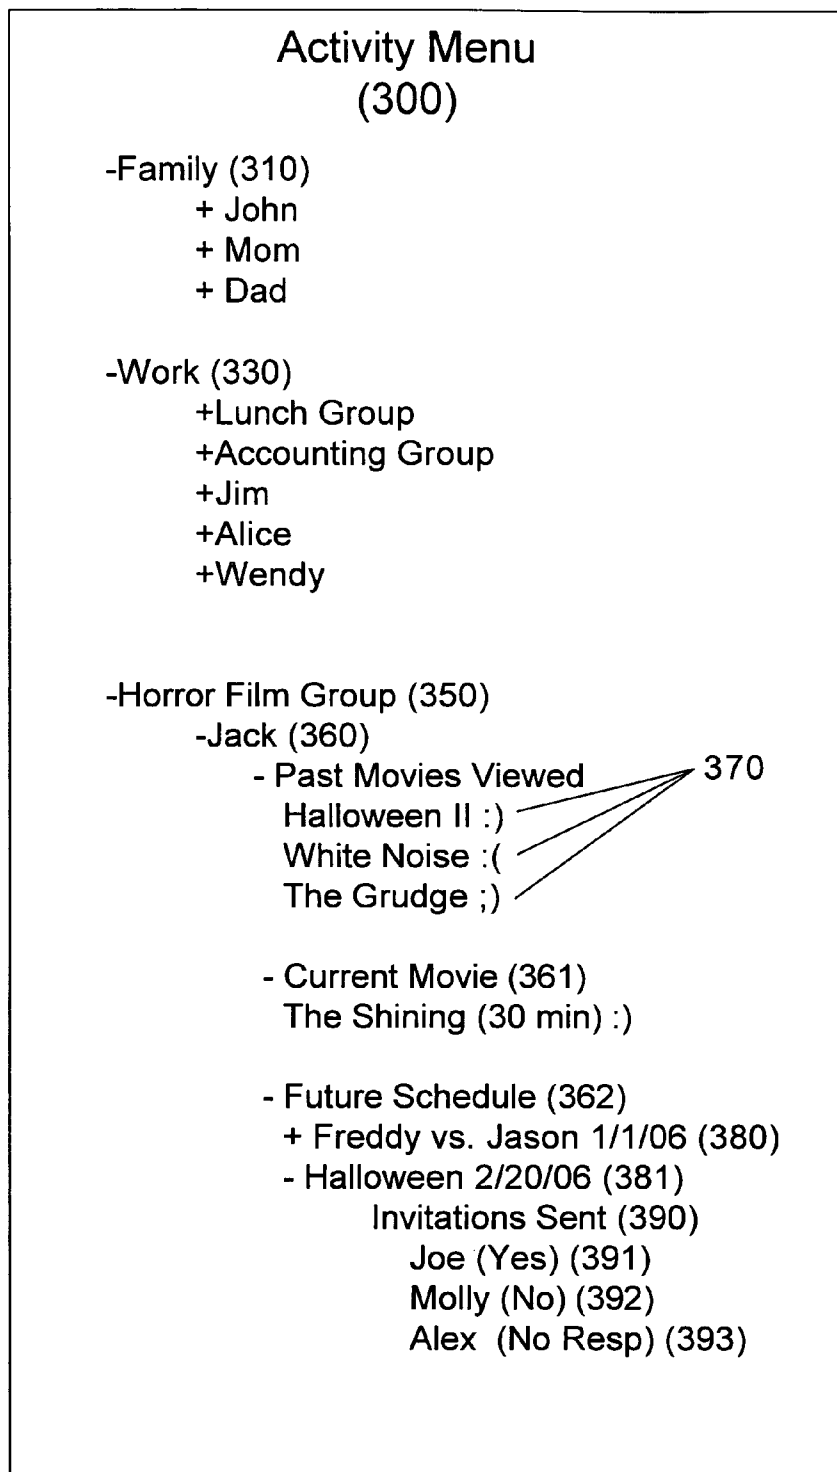 Activity Menu
(300)
-Family (310)
+ John
+ Mom
+ Dad
-Work (330)
+Lunch Group
+Accounting Group
+Jim
+Alice
+Wendy
-Horror Film Group (350)
-Jack (360)
- Past Movies Viewed 370
Halloween II :)
White Noise :(
The Grudge ;)
- Current Movie (361)
The Shining (30 min) :)
- Future Schedule (362)
+ Freddy vs. Jason 1/1/06 (380)
- Halloween 2/20/06 (381)
Invitations Sent (390)
Joe (Yes) (391)
Molly (No) (392)
Alex (No Resp) (393)